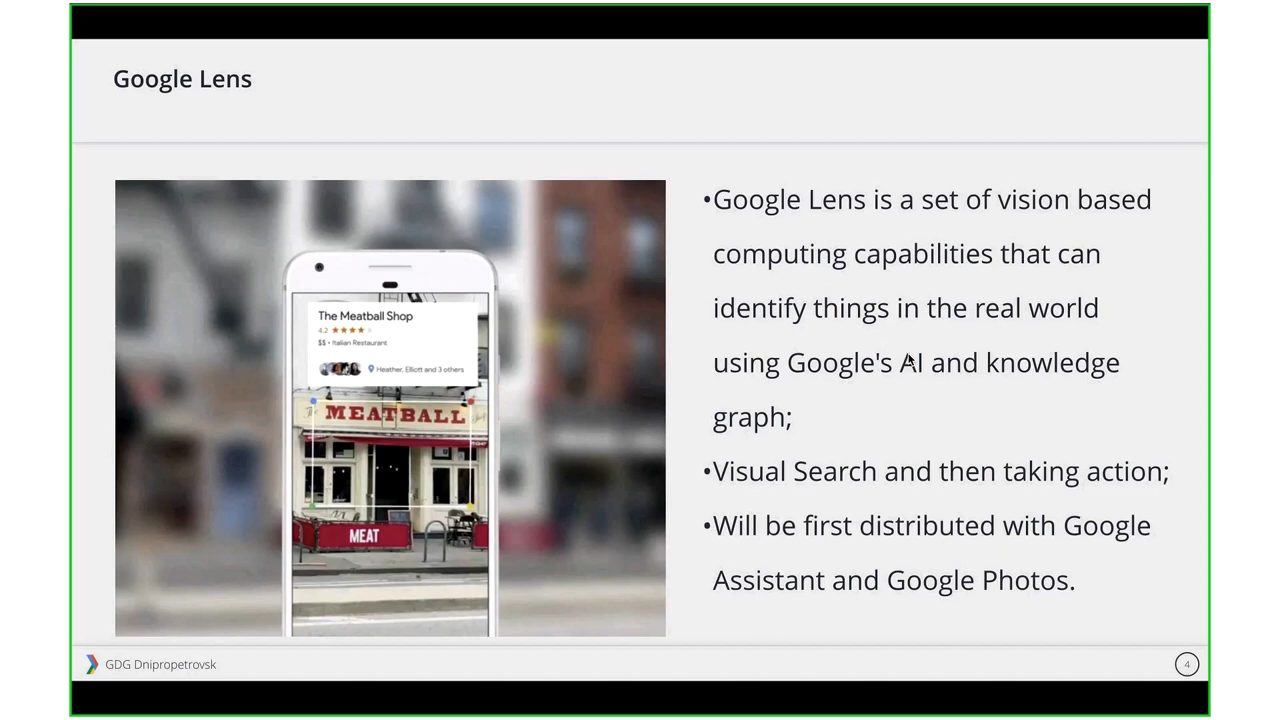 Google Lens
The Meatball Shop
4.2
$$ • Italian Restaurant
Heather, Elliott and 3 others
The MEATBALL Shop
MEAT
•Google Lens is a set of vision based
computing capabilities that can
identify things in the real world
using Google's AI and knowledge
graph;
•Visual Search and then taking action;
•Will be first distributed with Google
Assistant and Google Photos.
GDG Dnipropetrovsk
4